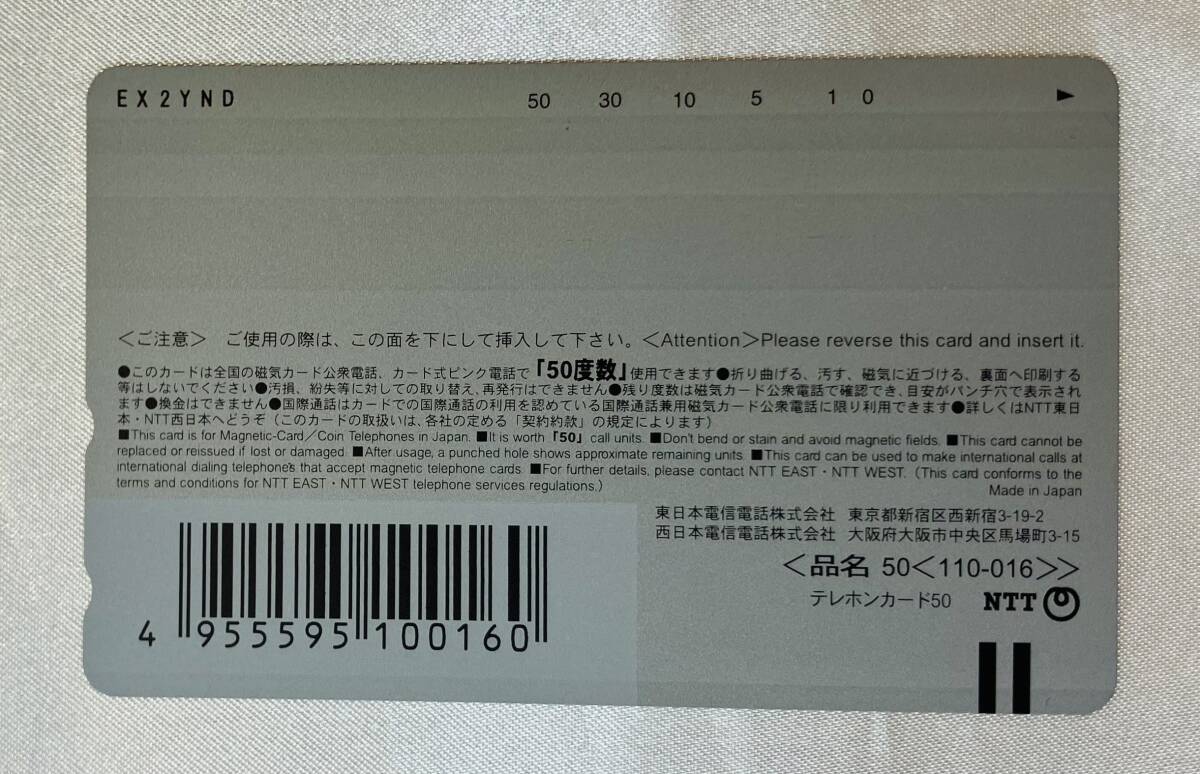 EX2YND 50 30 10 5 1 0 ▶
＜ご注意＞ ご使用の際は、この面を下にして挿入して下さい。＜Attention＞Please reverse this card and insert it.
●このカードは全国の磁気カード公衆電話、カード式ピンク電話で「50度数」使用できます●折り曲げる、汚す、磁気に近づける、裏面へ印刷する
等はしないでください●汚損、紛失等に対しての取り替え、再発行はできません●残り度数は磁気カード公衆電話で確認でき、目安がパンチ穴で表示され
ます●換金はできません●国際通話はカードでの国際通話の利用を認めている国際通話兼用磁気カード公衆電話に限り利用できます●詳しくはNTT東日
本・NTT西日本へどうぞ（このカードの取扱いは、各社の定める「契約約款」の規定によります）
■This card is for Magnetic-Card／Coin Telephones in Japan. ■It is worth「50」call units. ■Don't bend or stain and avoid magnetic fields. ■This card cannot be
replaced or reissued if lost or damaged. ■After usage, a punched hole shows approximate remaining units. ■This card can be used to make international calls at
international dialing telephone's that accept magnetic telephone cards. ■For further details, please contact NTT EAST・NTT WEST. (This card conforms to the
terms and conditions for NTT EAST・NTT WEST telephone services regulations.) Made in Japan
東日本電信電話株式会社 東京都新宿区西新宿3-19-2
西日本電信電話株式会社 大阪府大阪市中央区馬場町3-15
＜品名 50＜110-016＞＞
テレホンカード50 NTT
4 955595 100160